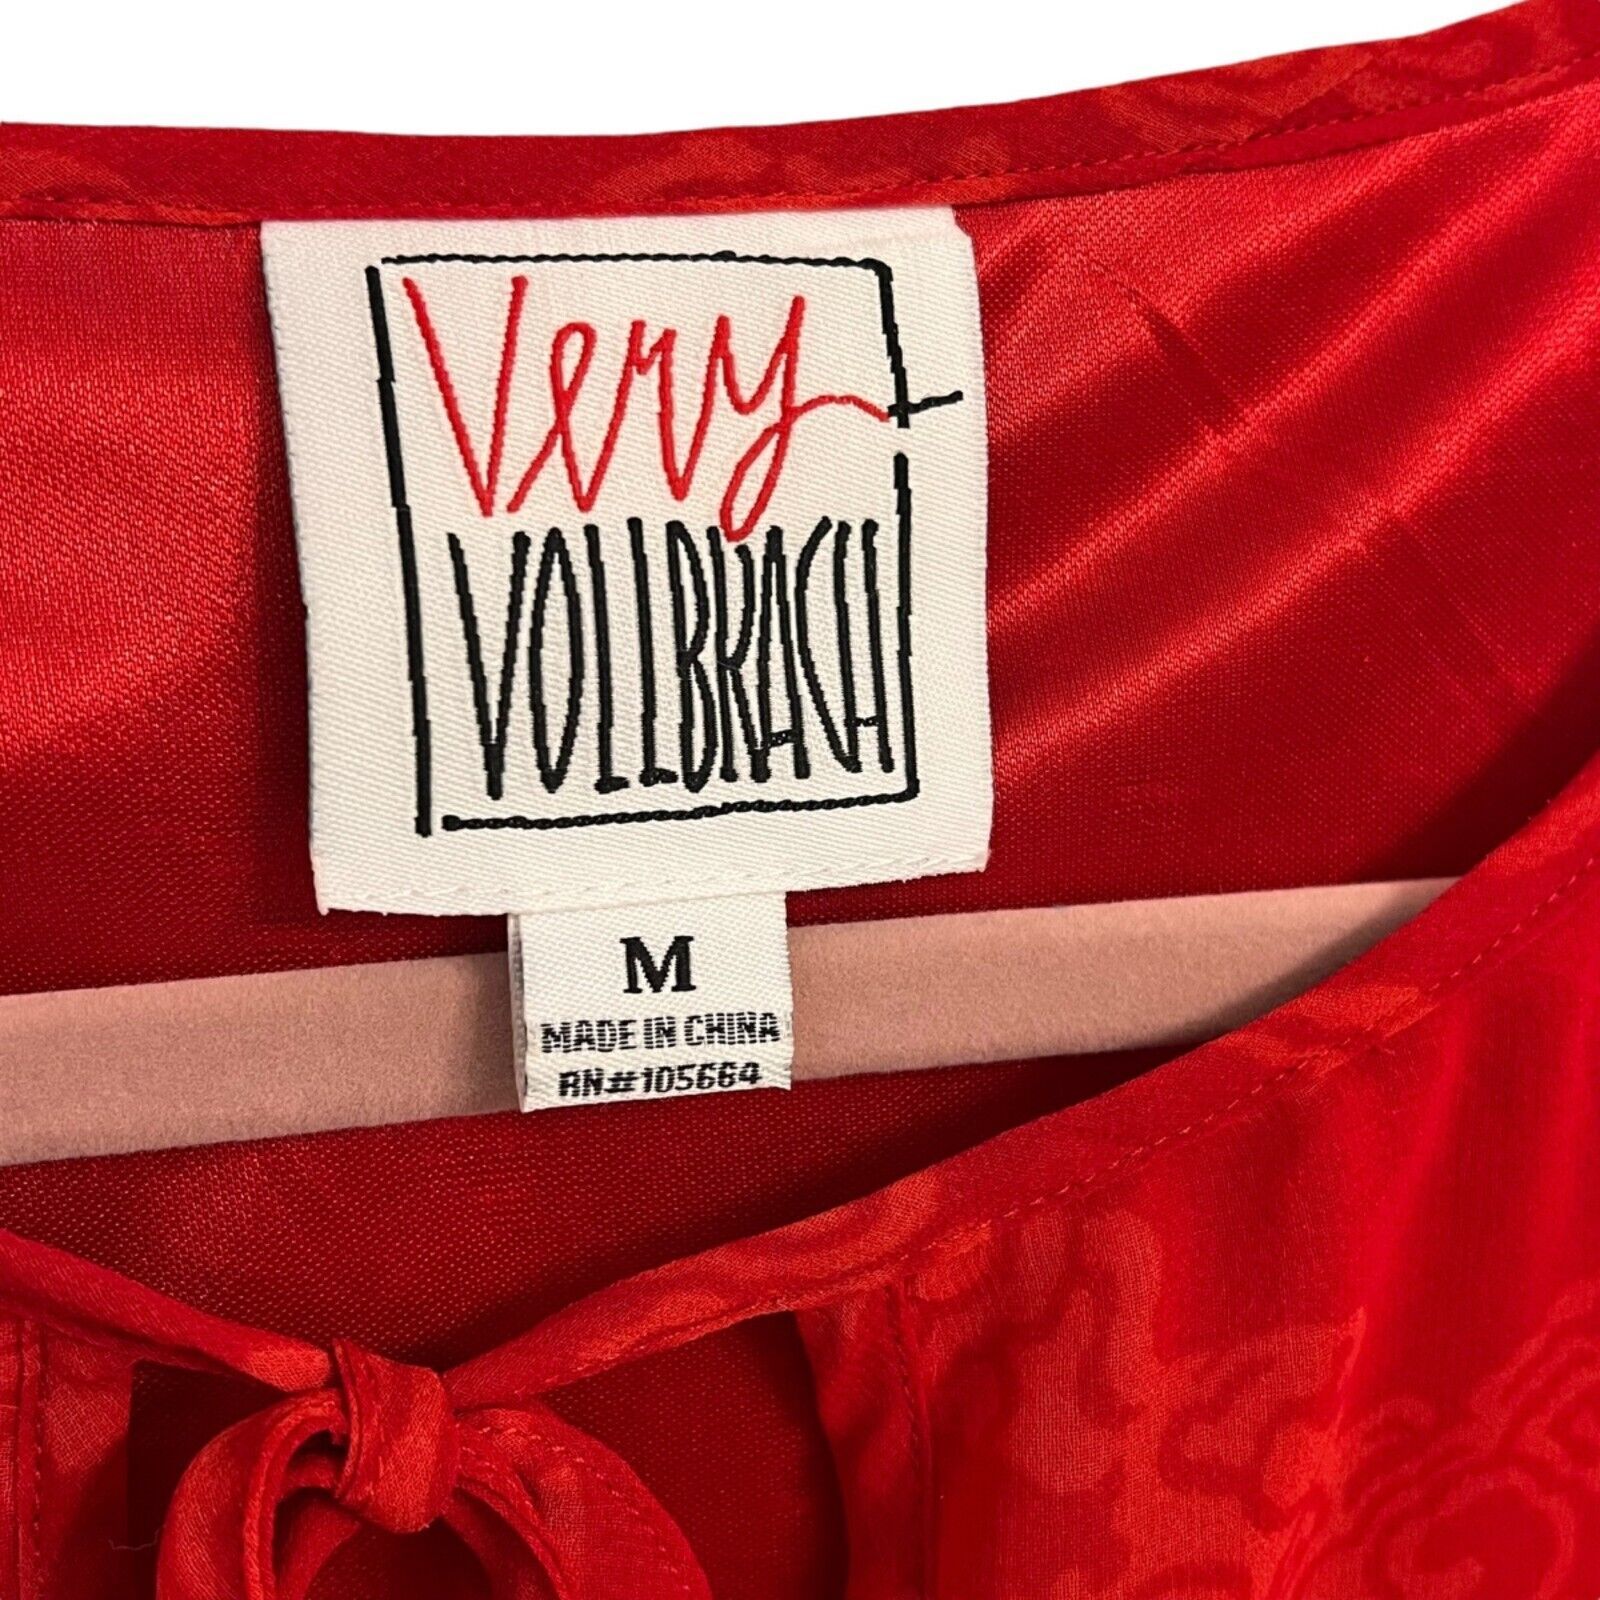 Very
VOLLBRACH
M
MADE IN CHINA
RN#105664